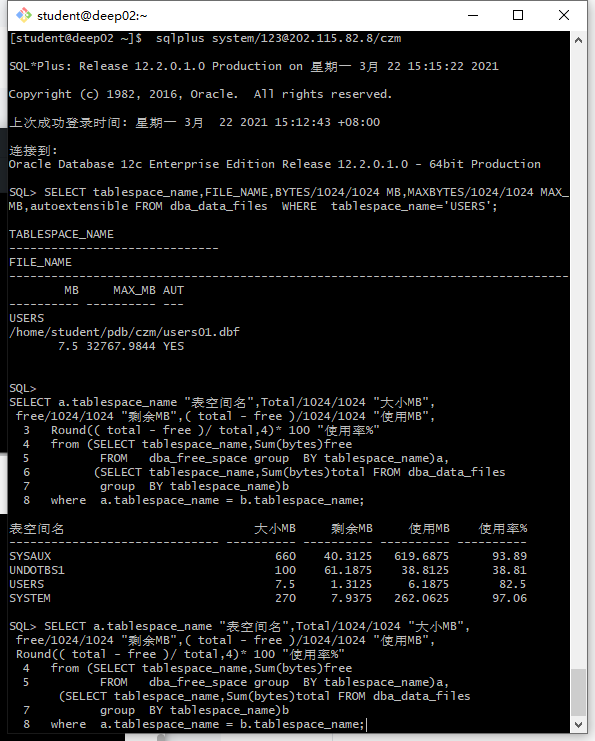 student@deep02:~
[student@deep02 ~]$  sqlplus system/123@202.115.82.8/czm
SQL*Plus: Release 12.2.0.1.0 Production on 星期一 3月 22 15:15:22 2021
Copyright (c) 1982, 2016, Oracle.  All rights reserved.
上次成功登录时间: 星期一 3月  22 2021 15:12:43 +08:00
连接到:
Oracle Database 12c Enterprise Edition Release 12.2.0.1.0 - 64bit Production
SQL> SELECT tablespace_name,FILE_NAME,BYTES/1024/1024 MB,MAXBYTES/1024/1024 MAX_
MB,autoextensible FROM dba_data_files  WHERE  tablespace_name='USERS';
TABLESPACE_NAME
------------------------------
FILE_NAME
--------------------------------------------------------------------------------
        MB     MAX_MB AUT
---------- ---------- ---
USERS
/home/student/pdb/czm/users01.dbf
       7.5 32767.9844 YES
SQL>
SELECT a.tablespace_name "表空间名",Total/1024/1024 "大小MB",
 free/1024/1024 "剩余MB",( total - free )/1024/1024 "使用MB",
  3   Round(( total - free )/ total,4)* 100 "使用率%"
  4   from (SELECT tablespace_name,Sum(bytes)free
  5          FROM   dba_free_space group  BY tablespace_name)a,
  6         (SELECT tablespace_name,Sum(bytes)total FROM dba_data_files
  7          group  BY tablespace_name)b
  8   where  a.tablespace_name = b.tablespace_name;
表空间名                           大小MB     剩余MB     使用MB    使用率%
------------------------------ ---------- ---------- ---------- ----------
SYSAUX                                660    40.3125   619.6875      93.89
UNDOTBS1                              100    61.1875    38.8125      38.81
USERS                                 7.5     1.3125     6.1875       82.5
SYSTEM                                270     7.9375   262.0625      97.06
SQL> SELECT a.tablespace_name "表空间名",Total/1024/1024 "大小MB",
 free/1024/1024 "剩余MB",( total - free )/1024/1024 "使用MB",
 Round(( total - free )/ total,4)* 100 "使用率%"
  4   from (SELECT tablespace_name,Sum(bytes)free
  5          FROM   dba_free_space group  BY tablespace_name)a,
       (SELECT tablespace_name,Sum(bytes)total FROM dba_data_files
  7          group  BY tablespace_name)b
  8   where  a.tablespace_name = b.tablespace_name;